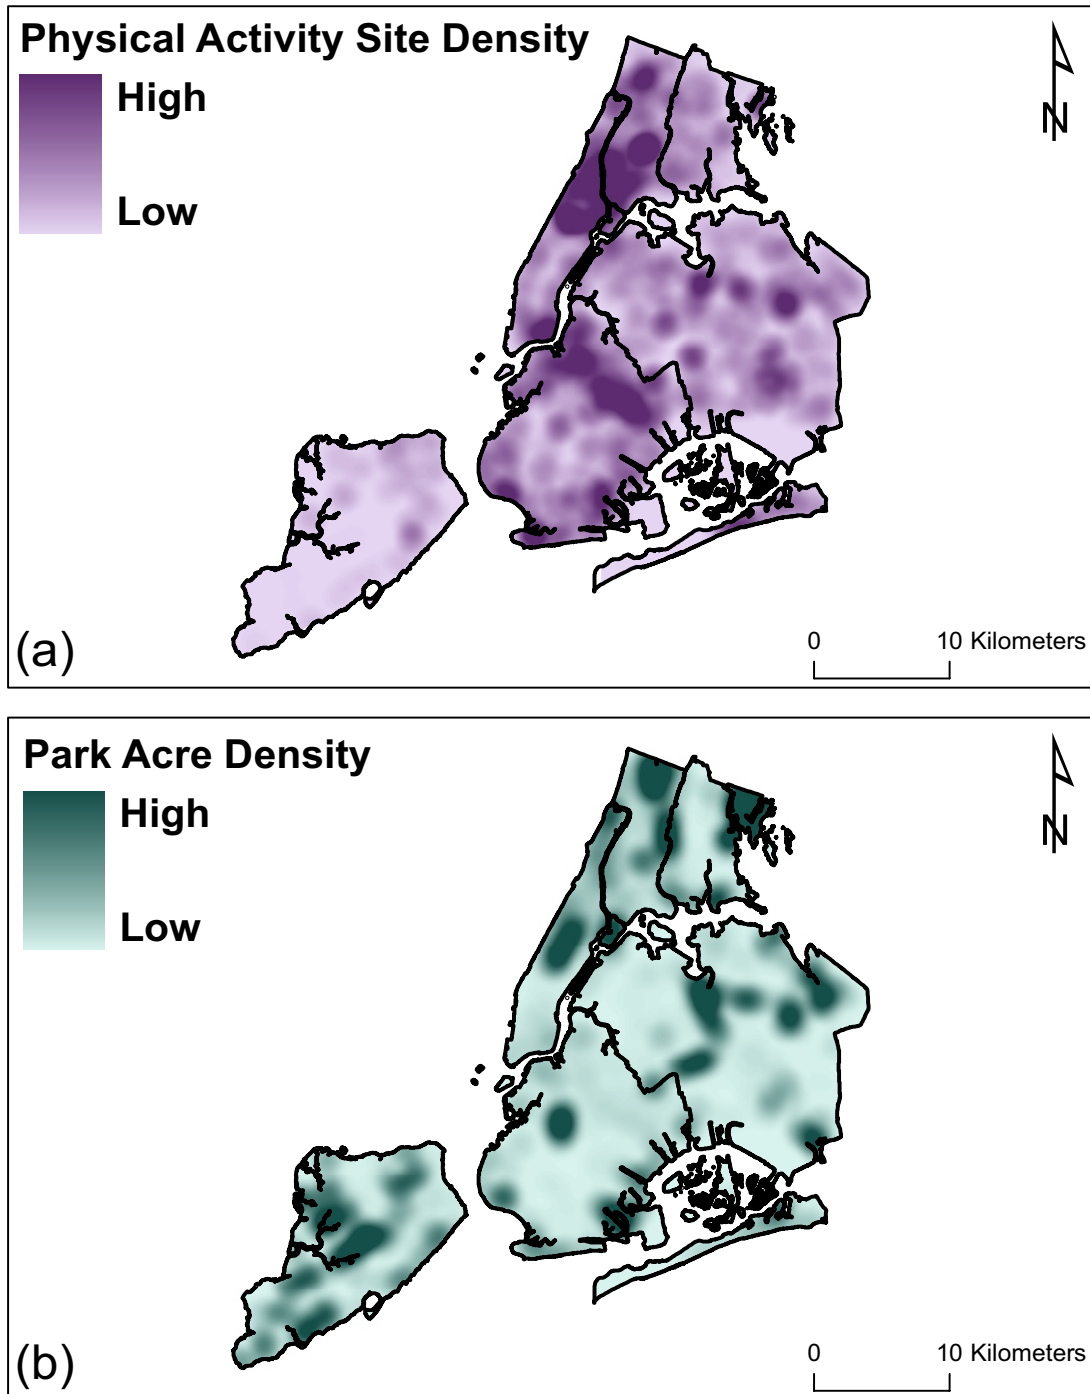 Physical Activity Site Density
High
Low
N
0 10 Kilometers
(a)
Park Acre Density
High
Low
N
0 10 Kilometers
(b)